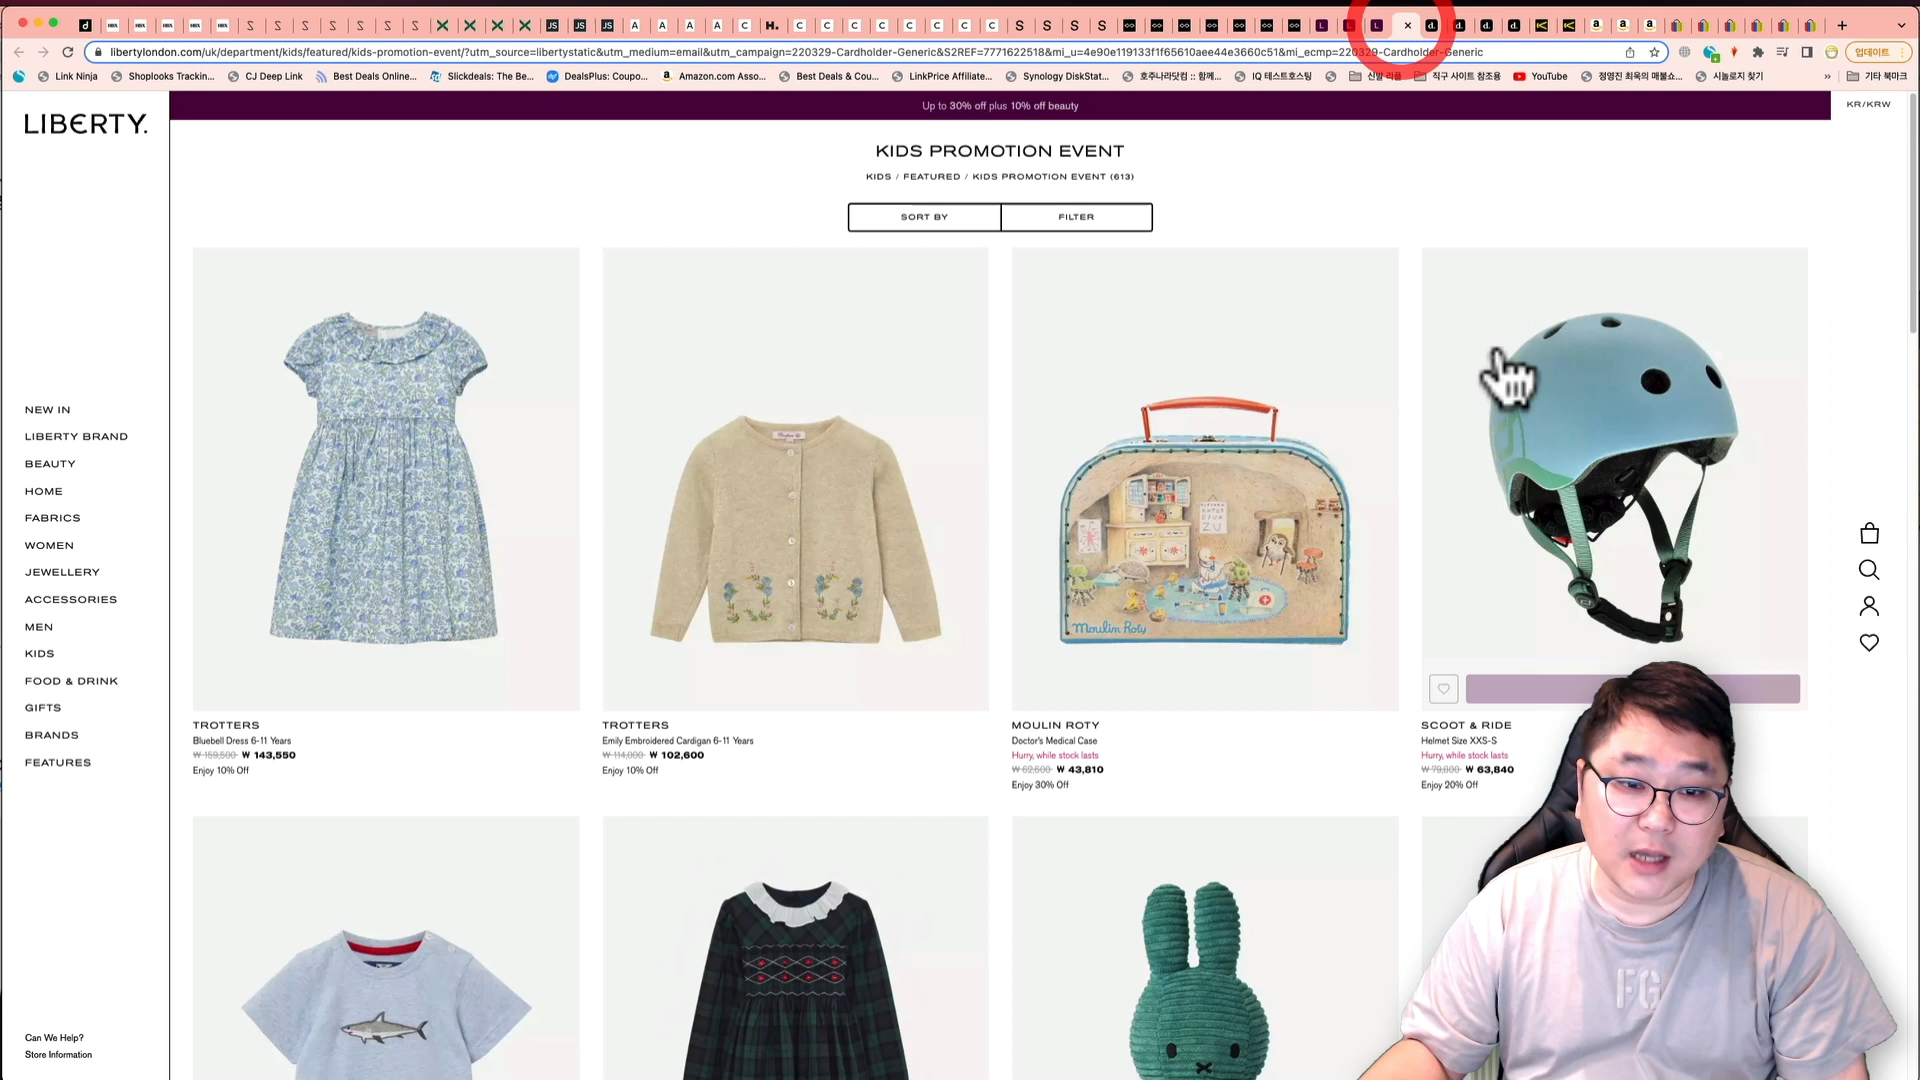 libertylondon.com/uk/department/kids/featured/kids-promotion-event/?utm_source=libertystatic&utm_medium=email&utm_campaign=220329-Cardholder-Generic&S2REF=7771622518&mi_u=4e90e119133f1f65610aee44e3660c51&mi_ecmp=220329-Cardholder-Generic
업데이트
Link Ninja
Shoplooks Trackin...
CJ Deep Link
Best Deals Online...
Slickdeals: The Be...
DealsPlus: Coupo...
Amazon.com Asso...
Best Deals & Cou...
LinkPrice Affiliate...
Synology DiskStat...
호주나라닷컴 :: 함께...
IQ 테스트호스팅
신발 리플
직구 사이트 참조용
YouTube
정영진 최욱의 매불쇼...
시놀로지 찾기
기타 북마크
LIBERTY.
Up to 30% off plus 10% off beauty
KR/KRW
KIDS PROMOTION EVENT
KIDS / FEATURED / KIDS PROMOTION EVENT (613)
SORT BY
FILTER
NEW IN
LIBERTY BRAND
BEAUTY
HOME
FABRICS
WOMEN
JEWELLERY
ACCESSORIES
MEN
KIDS
FOOD & DRINK
GIFTS
BRANDS
FEATURES
Can We Help?
Store Information
Moulin Roty
TROTTERS
Bluebell Dress 6-11 Years
₩ 159,500 ₩ 143,550
Enjoy 10% Off
TROTTERS
Emily Embroidered Cardigan 6-11 Years
₩ 114,000 ₩ 102,600
Enjoy 10% Off
MOULIN ROTY
Doctor's Medical Case
Hurry, while stock lasts
₩ 62,600 ₩ 43,810
Enjoy 30% Off
SCOOT & RIDE
Helmet Size XXS-S
Hurry, while stock lasts
₩ 79,800 ₩ 63,840
Enjoy 20% Off
FG